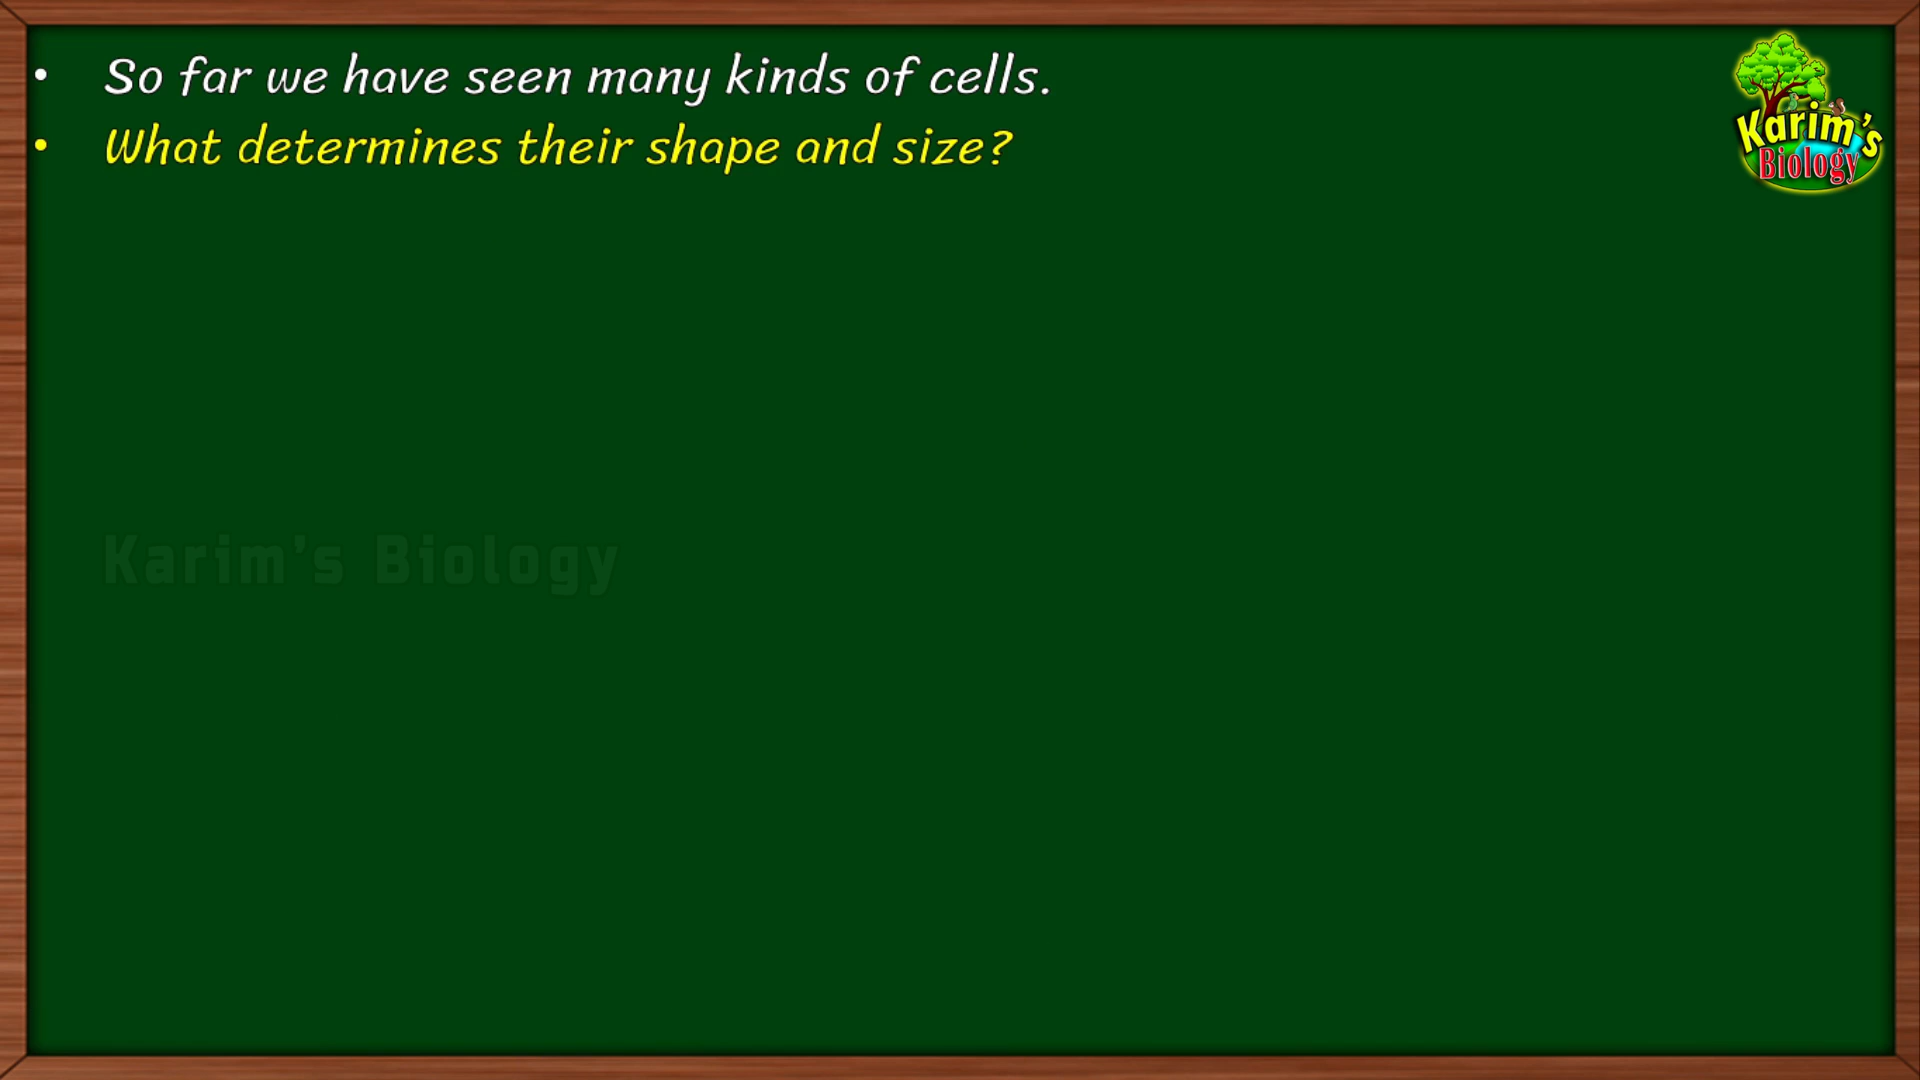 • So far we have seen many kinds of cells.
• What determines their shape and size?
Karim's
Biology
Karim's Biology